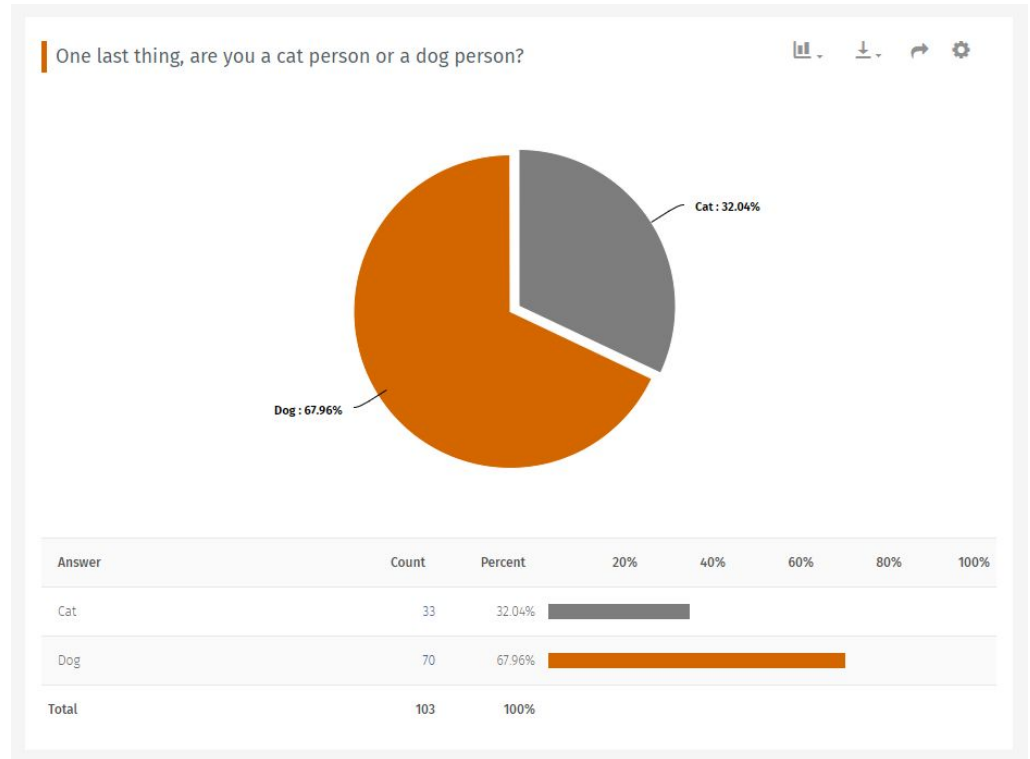 One last thing, are you a cat person or a dog person?
Cat : 32.04%
Dog : 67.96%
Answer Count Percent 20% 40% 60% 80% 100%
Cat 33 32.04%
Dog 70 67.96%
Total 103 100%